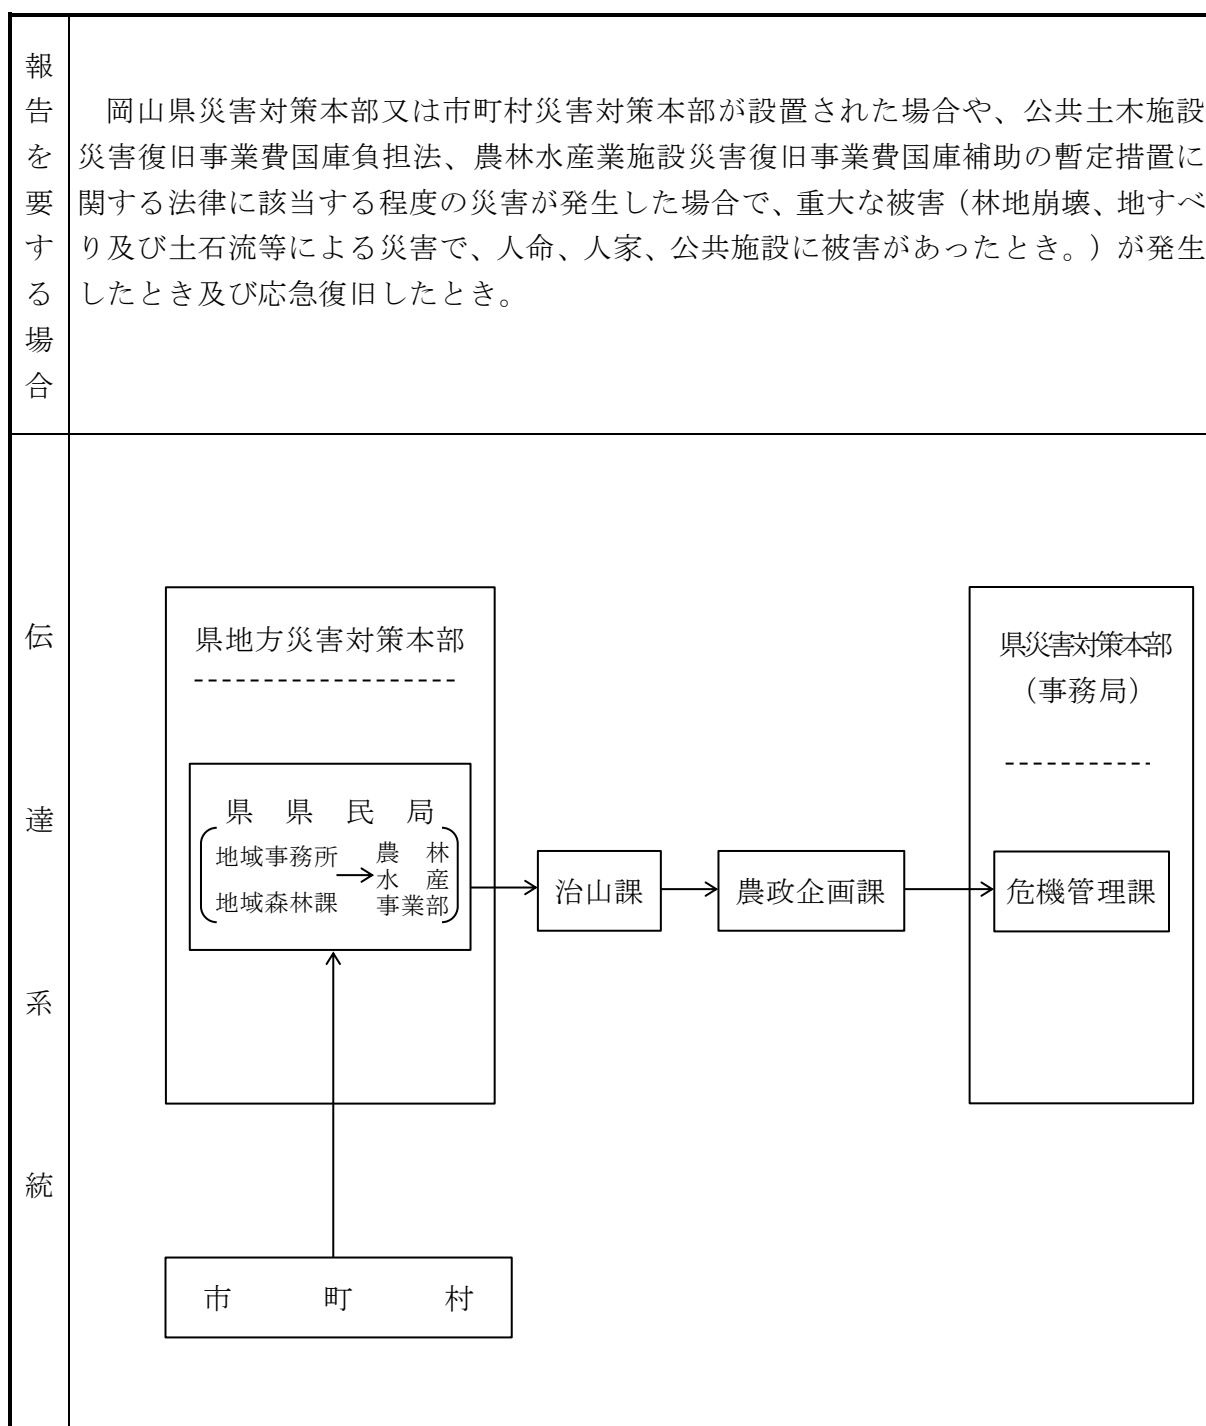 報告を要する場合
岡山県災害対策本部又は市町村災害対策本部が設置された場合や、公共土木施設
災害復旧事業費国庫負担法、農林水産業施設災害復旧事業費国庫補助の暫定措置に
関する法律に該当する程度の災害が発生した場合で、重大な被害（林地崩壊、地すべ
り及び土石流等による災害で、人命、人家、公共施設に被害があったとき。）が発生
したとき及び応急復旧したとき。
伝達系統
県地方災害対策本部
県県民局
地域事務所
地域森林課
農林
水産
事業部
治山課
農政企画課
県災害対策本部
（事務局）
危機管理課
市町村